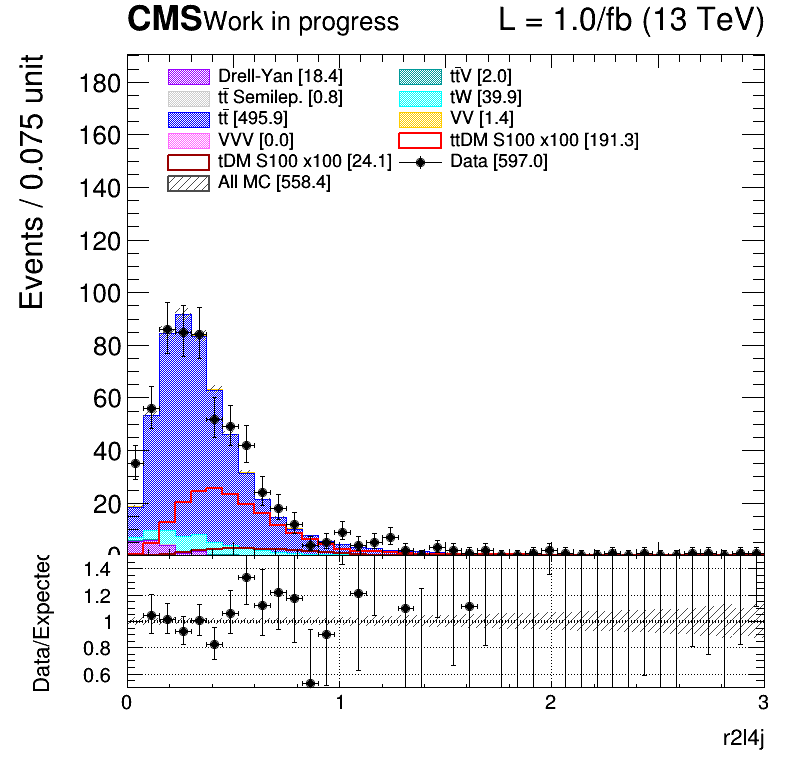 CMS Work in progress L = 1.0/fb (13 TeV)
Events / 0.075 unit
180
160
140
120
100
80
60
40
20
0
Drell-Yan [18.4] tt̄V [2.0]
tt̄ Semilep. [0.8] tW [39.9]
tt̄ [495.9] VV [1.4]
VVV [0.0] ttDM S100 x100 [191.3]
tDM S100 x100 [24.1] Data [597.0]
All MC [558.4]
Data/Expected
1.4
1.2
1
0.8
0.6
0 1 2 3
r2l4j